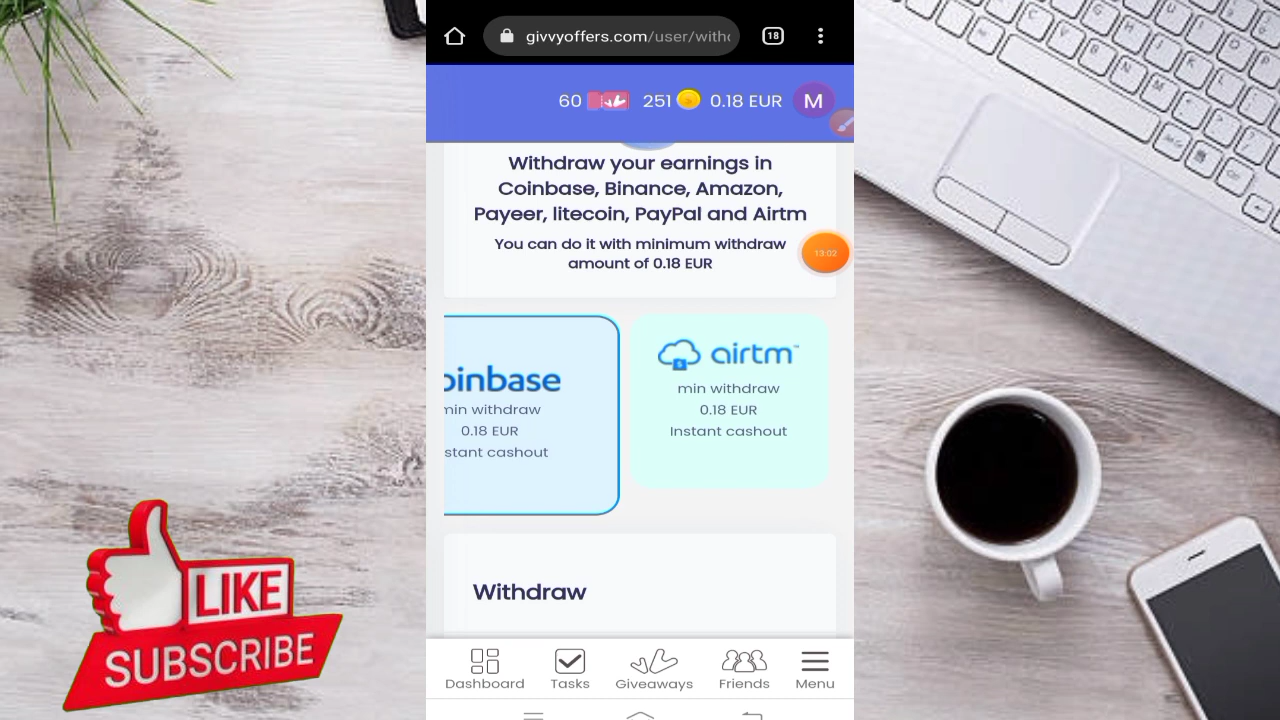 givvyoffers.com/user/witho
18
60 251 0.18 EUR M
Withdraw your earnings in
Coinbase, Binance, Amazon,
Payeer, litecoin, PayPal and Airtm
You can do it with minimum withdraw
amount of 0.18 EUR
13:02
oinbase
min withdraw
0.18 EUR
stant cashout
airtm
min withdraw
0.18 EUR
Instant cashout
Withdraw
Dashboard Tasks Giveaways Friends Menu
LIKE
SUBSCRIBE